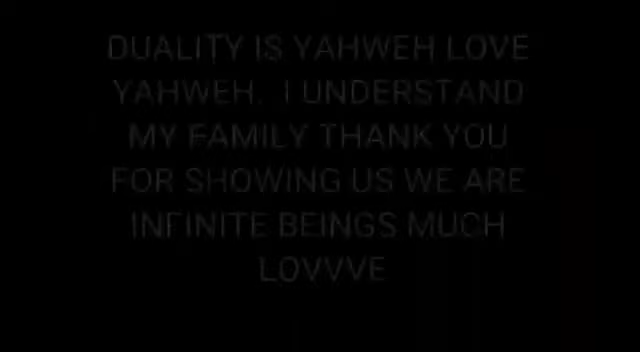 DUALITY IS YAHWEH LOVE
YAHWEH.  I UNDERSTAND
MY FAMILY THANK YOU
FOR SHOWING US WE ARE
INFINITE BEINGS MUCH
LOVVVE